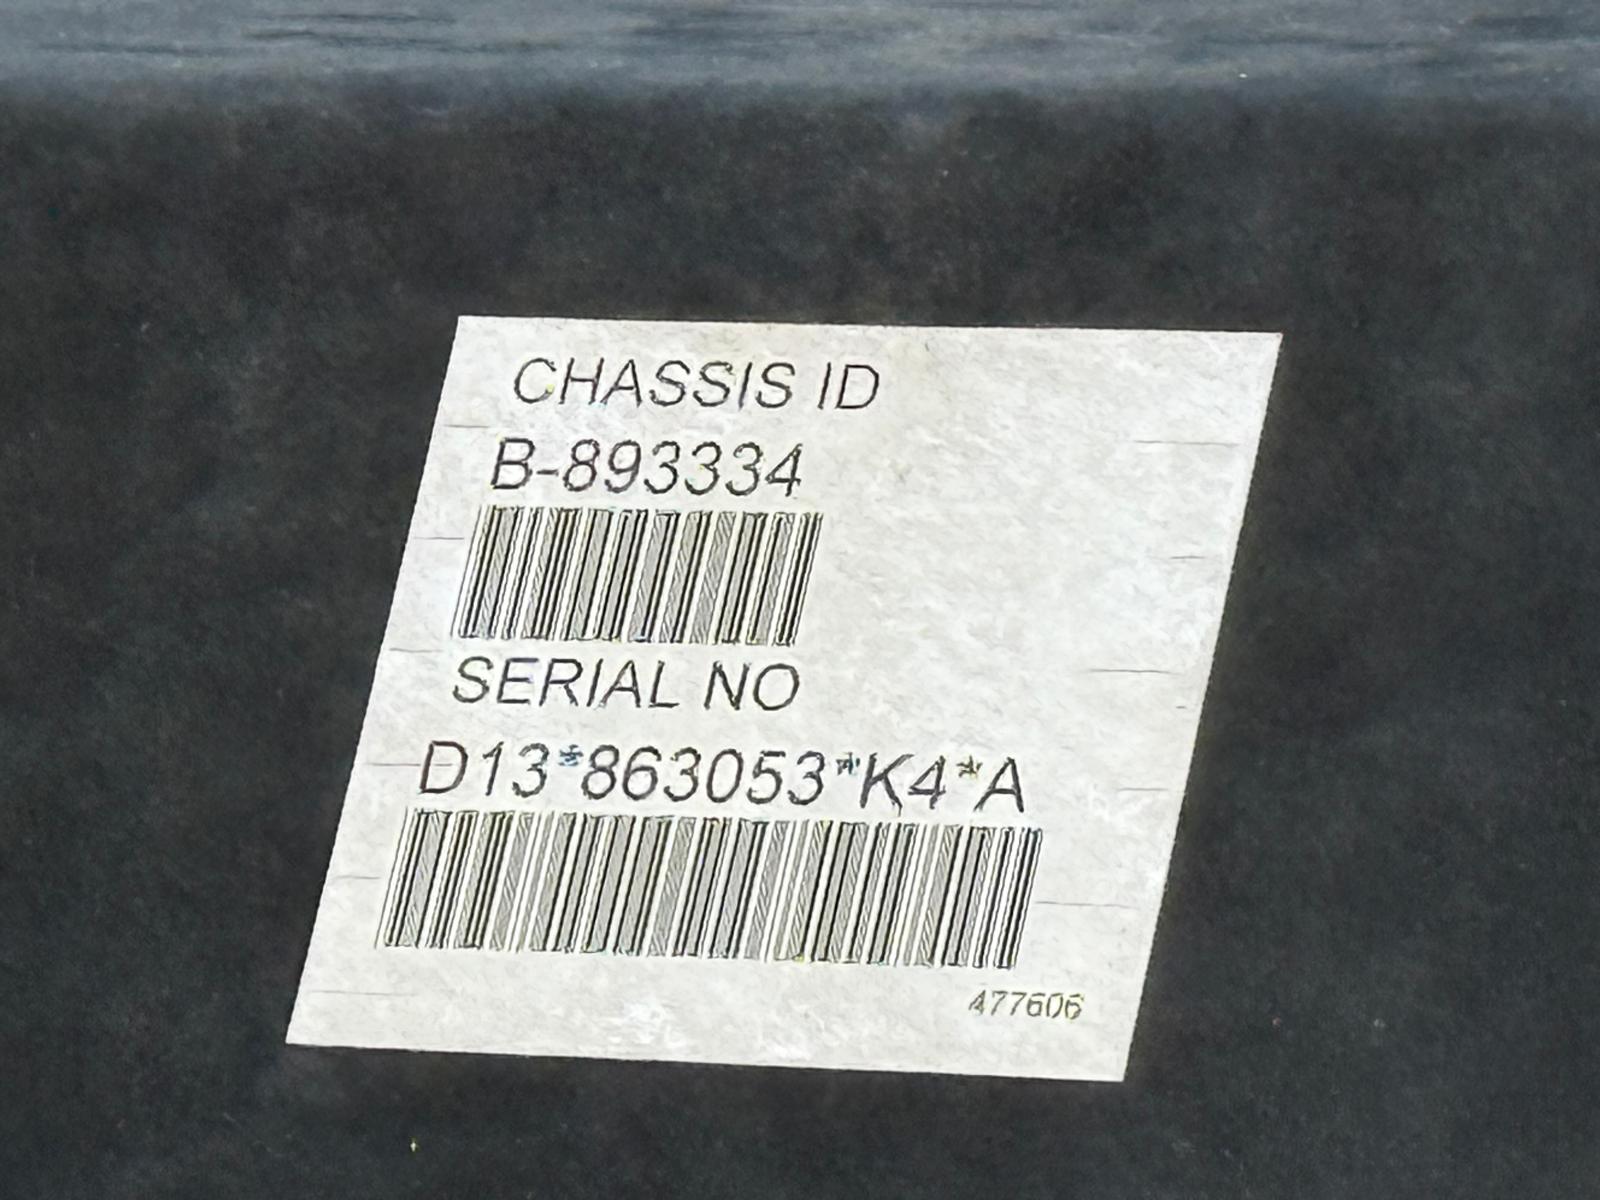 CHASSIS ID
B-893334
SERIAL NO
D13*863053*K4*A
477606